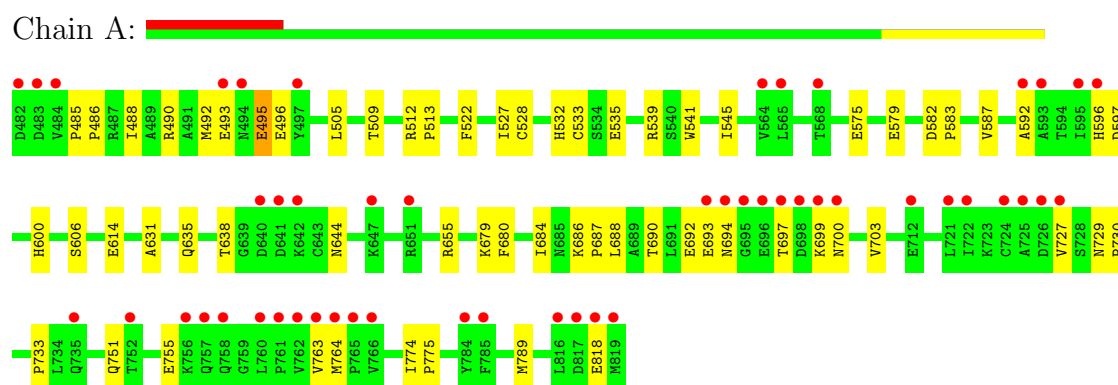 Chain A:
D482 D483 V484 P485 P486 R487 I488 A489 R490 A491 M492 E493 N494 E495 E496 Y497 L505 T509 R512 P513 F522 I527 C528 H532 C533 S534 E535 R539 S540 W541 I545 V564 L565 T568 E575 E579 D582 P583 V587 A592 A593 T594 I595 H596 R597
H600 S606 E614 A631 Q635 T638 G639 D640 D641 K642 C643 N644 K647 R651 R655 K679 F680 I684 N685 K686 P687 L688 A689 T690 L691 E692 E693 N694 G695 E696 T697 D698 K699 N700 V703 E712 L721 I722 K723 C724 A725 D726 V727 S728 N729
P733 L734 Q735 Q751 T752 E755 K756 Q757 Q758 G759 L760 P761 V762 V763 M764 P765 V766 I774 P775 Y784 F785 M789 L816 D817 E818 M819